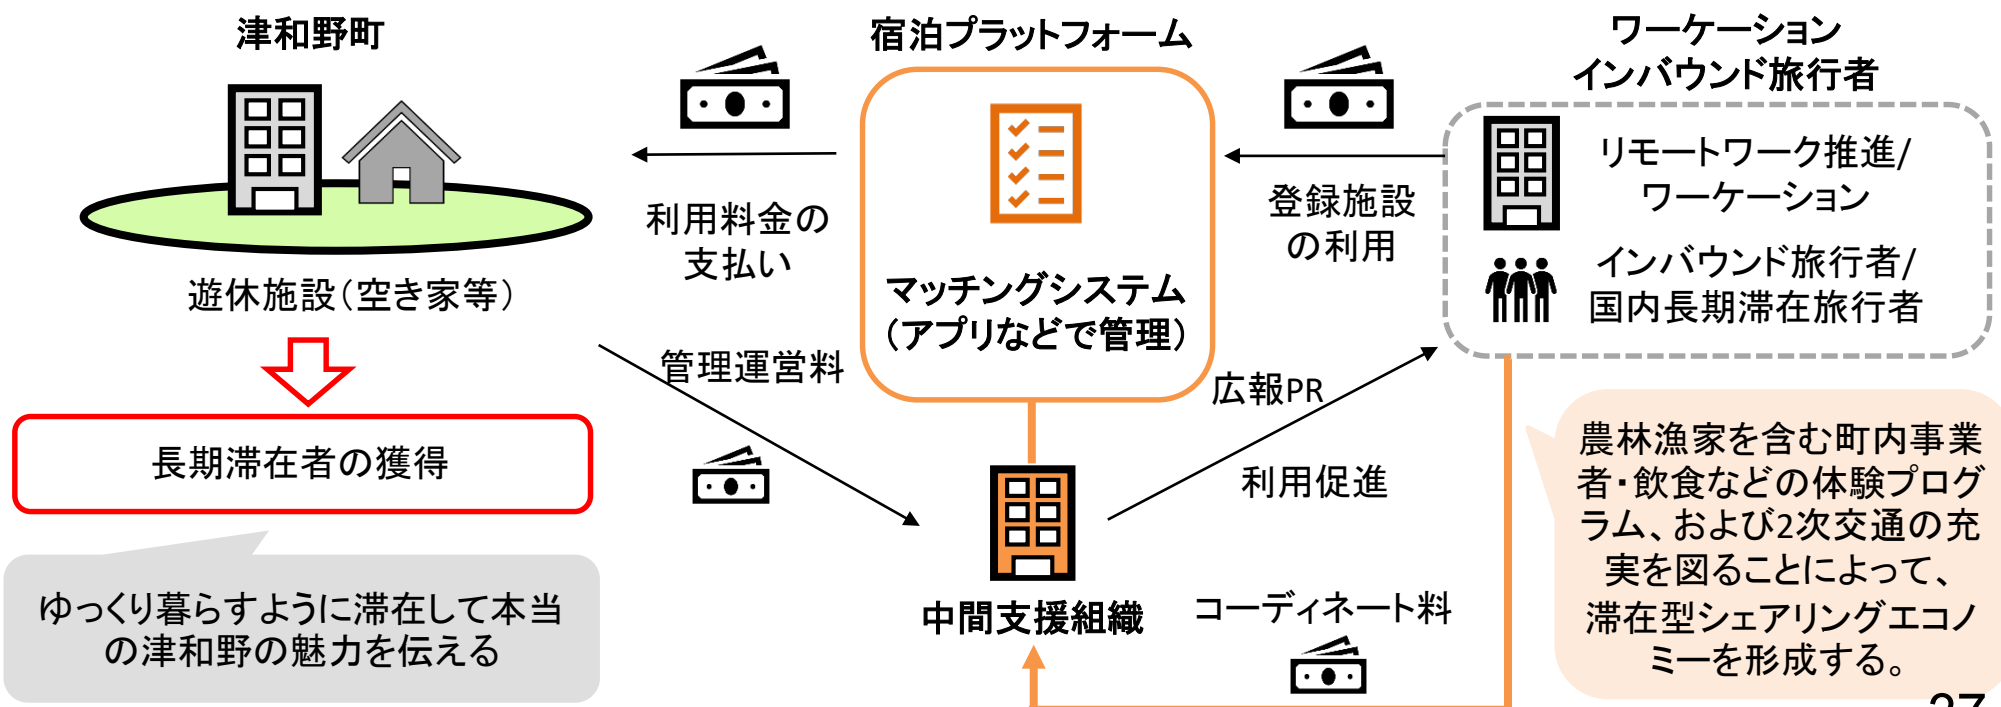 津和野町
遊休施設（空き家等）
長期滞在者の獲得
ゆっくり暮らすように滞在して本当
の津和野の魅力を伝える
利用料金の
支払い
管理運営料
宿泊プラットフォーム
マッチングシステム
（アプリなどで管理）
中間支援組織
登録施設
の利用
広報PR
利用促進
コーディネート料
ワーケーション
インバウンド旅行者
リモートワーク推進/
ワーケーション
インバウンド旅行者/
国内長期滞在旅行者
農林漁家を含む町内事業
者・飲食などの体験プログ
ラム、および2次交通の充
実を図ることによって、
滞在型シェアリングエコノ
ミーを形成する。